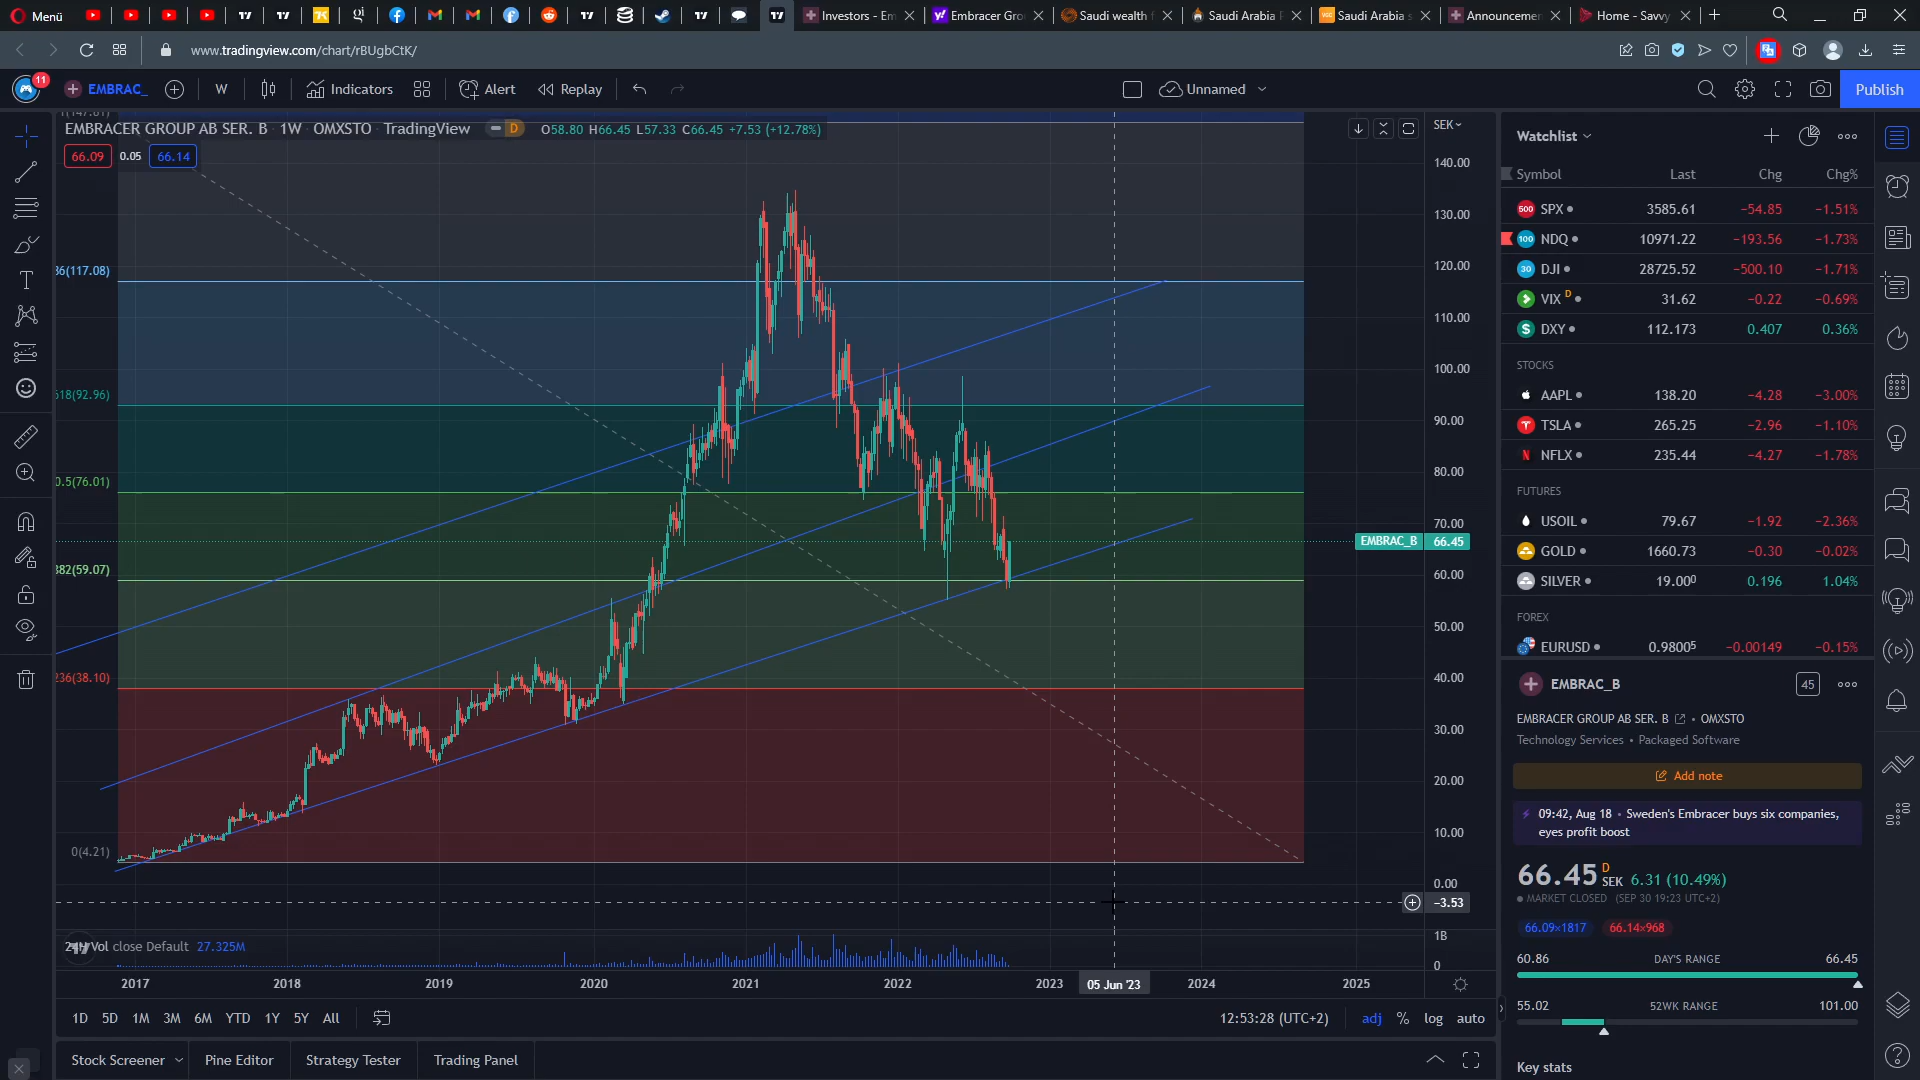 Menü
Investors - Em
Embracer Gro
Saudi wealth f
Saudi Arabia P
Saudi Arabia s
Announcemen
Home - Savvy
www.tradingview.com/chart/rBUgbCtK/
11
EMBRAC_
W
Indicators
Alert
Replay
Unnamed
Publish
EMBRACER GROUP AB SER. B · 1W · OMXSTO · TradingView
D
O58.80 H66.45 L57.33 C66.45 +7.53 (+12.78%)
66.09
0.05
66.14
SEK
140.00
130.00
120.00
110.00
100.00
90.00
80.00
70.00
EMBRAC_B 66.45
60.00
50.00
40.00
30.00
20.00
10.00
0.00
−3.53
1B
0
86(117.08)
618(92.96)
0.5(76.01)
382(59.07)
236(38.10)
0(4.21)
24H Vol close Default 27.325M
2017
2018
2019
2020
2021
2022
2023
05 Jun '23
2024
2025
1D 5D 1M 3M 6M YTD 1Y 5Y All
12:53:28 (UTC+2)
adj % log auto
Stock Screener
Pine Editor
Strategy Tester
Trading Panel
Watchlist
Symbol Last Chg Chg%
500 SPX 3585.61 −54.85 −1.51%
100 NDQ 10971.22 −193.56 −1.73%
30 DJI 28725.52 −500.10 −1.71%
VIX D 31.62 −0.22 −0.69%
DXY 112.173 0.407 0.36%
STOCKS
AAPL 138.20 −4.28 −3.00%
TSLA 265.25 −2.96 −1.10%
NFLX 235.44 −4.27 −1.78%
FUTURES
USOIL 79.67 −1.92 −2.36%
GOLD 1660.73 −0.30 −0.02%
SILVER 19.000 0.196 1.04%
FOREX
EURUSD 0.98005 −0.00149 −0.15%
EMBRAC_B
45
EMBRACER GROUP AB SER. B • OMXSTO
Technology Services • Packaged Software
Add note
09:42, Aug 18 • Sweden's Embracer buys six companies,
eyes profit boost
66.45 D SEK 6.31 (10.49%)
MARKET CLOSED (SEP 30 19:23 UTC+2)
66.09×1817
66.14×968
60.86 DAY'S RANGE 66.45
55.02 52WK RANGE 101.00
Key stats